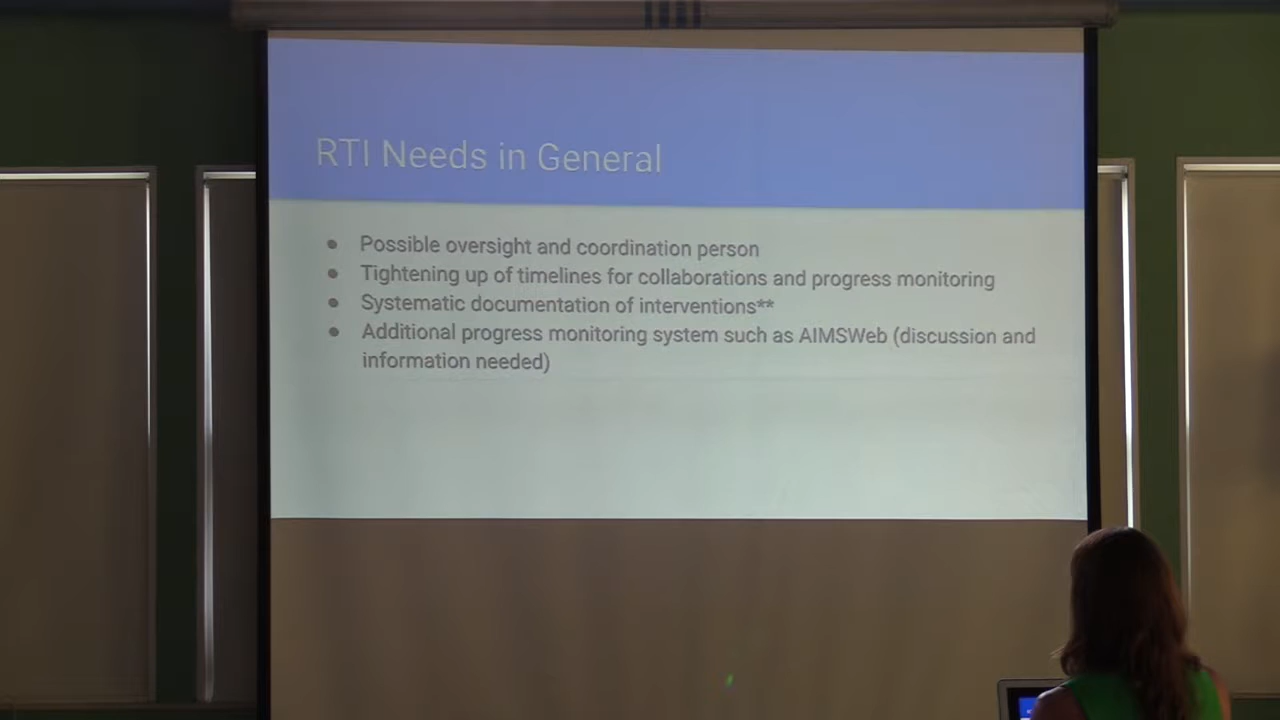 RTI Needs in General
● Possible oversight and coordination person
● Tightening up of timelines for collaborations and progress monitoring
● Systematic documentation of interventions**
● Additional progress monitoring system such as AIMSWeb (discussion and
information needed)